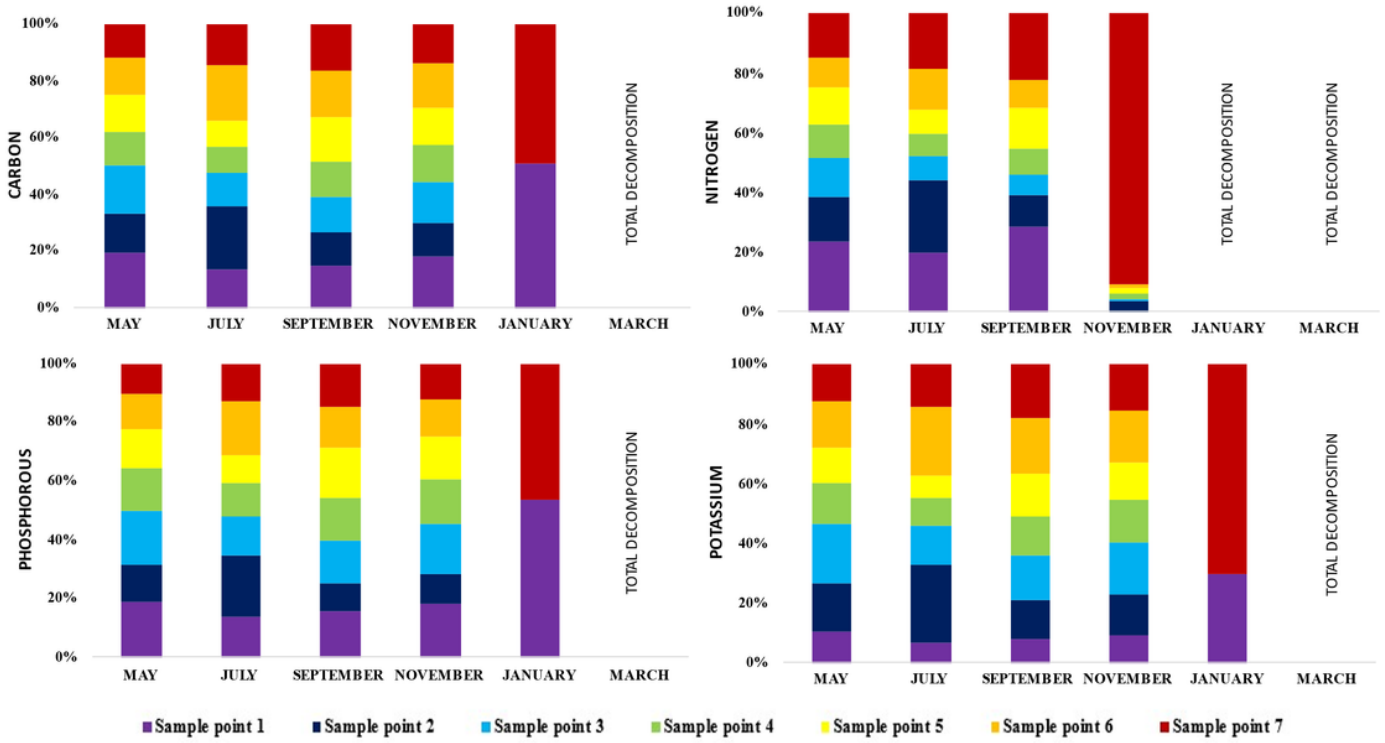 CARBON
100%
80%
60%
40%
20%
0%
MAY JULY SEPTEMBER NOVEMBER JANUARY MARCH
TOTAL DECOMPOSITION
NITROGEN
100%
80%
60%
40%
20%
0%
MAY JULY SEPTEMBER NOVEMBER JANUARY MARCH
TOTAL DECOMPOSITION
TOTAL DECOMPOSITION
PHOSPHOROUS
100%
80%
60%
40%
20%
0%
MAY JULY SEPTEMBER NOVEMBER JANUARY MARCH
TOTAL DECOMPOSITION
POTASSIUM
100%
80%
60%
40%
20%
0%
MAY JULY SEPTEMBER NOVEMBER JANUARY MARCH
TOTAL DECOMPOSITION
Sample point 1 Sample point 2 Sample point 3 Sample point 4 Sample point 5 Sample point 6 Sample point 7